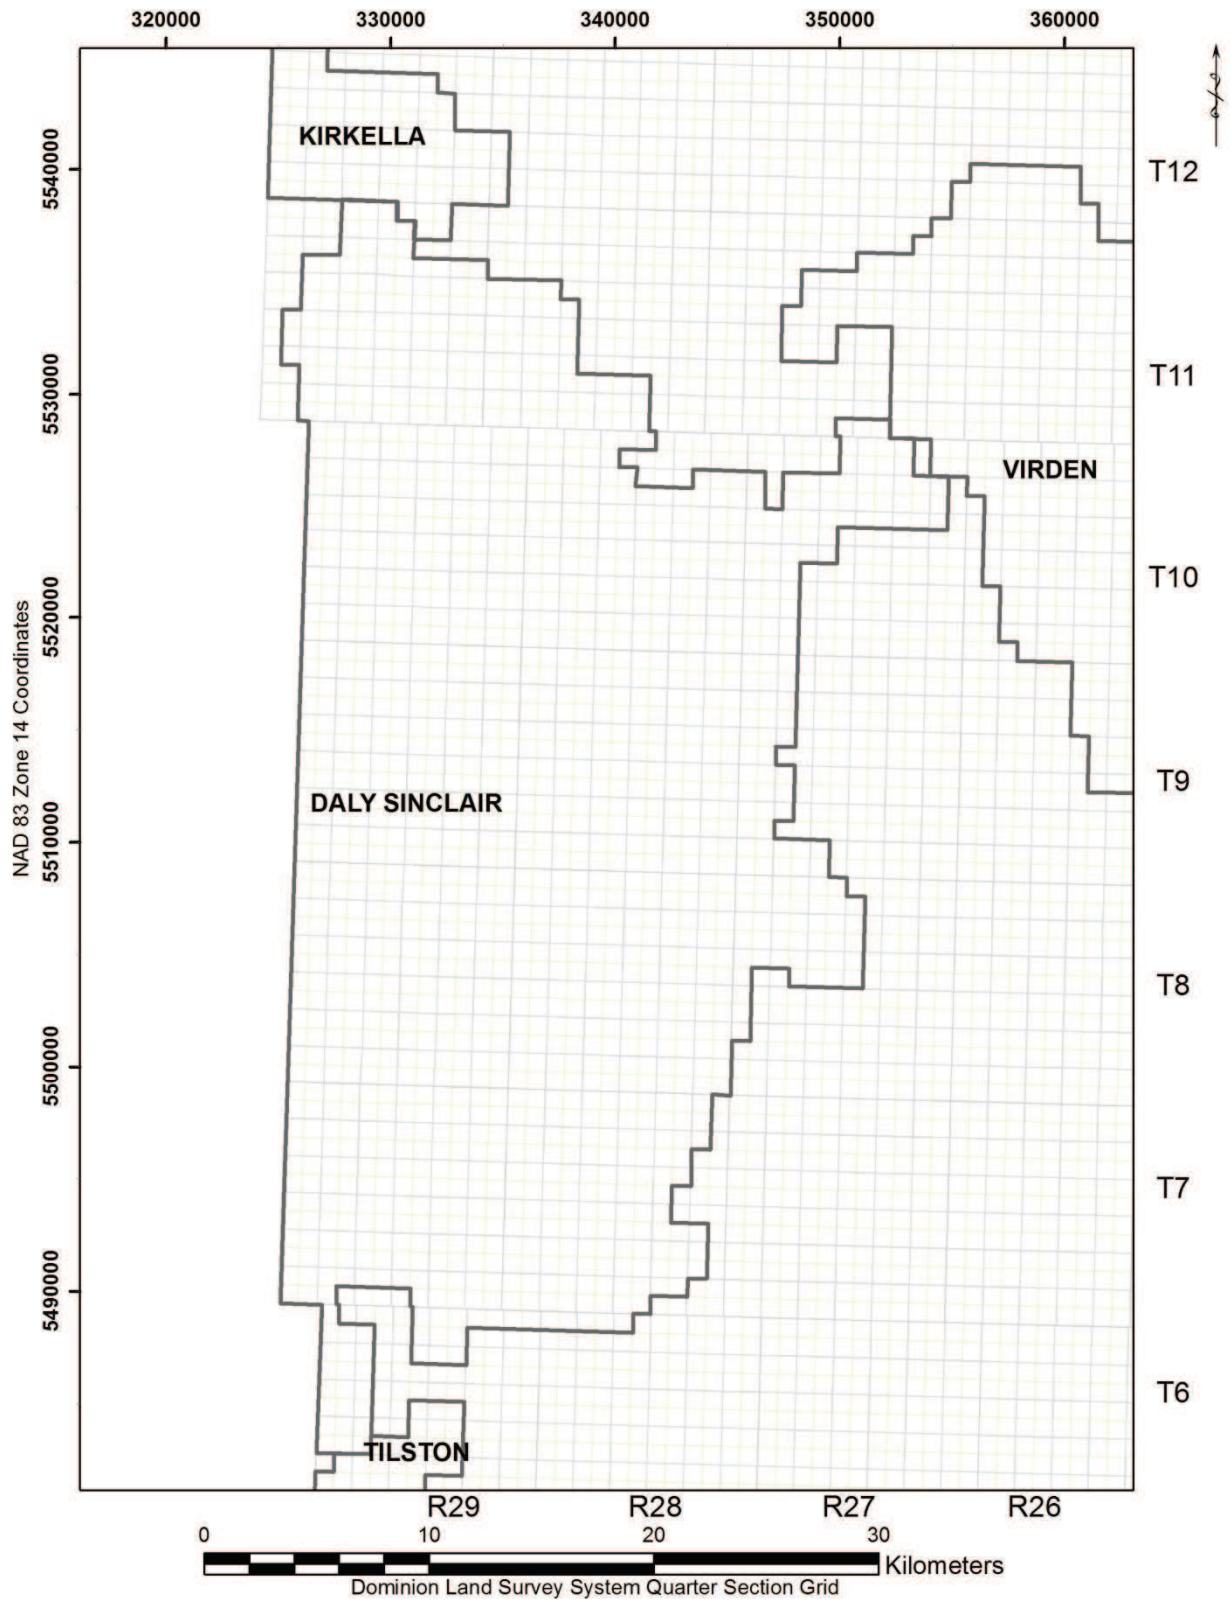 320000 330000 340000 350000 360000
KIRKELLA
5540000
T12
5530000
T11
VIRDEN
T10
5520000
NAD 83 Zone 14 Coordinates
DALY SINCLAIR
T9
5510000
T8
5500000
T7
5490000
T6
TILSTON
R29 R28 R27 R26
0 10 20 30
Kilometers
Dominion Land Survey System Quarter Section Grid